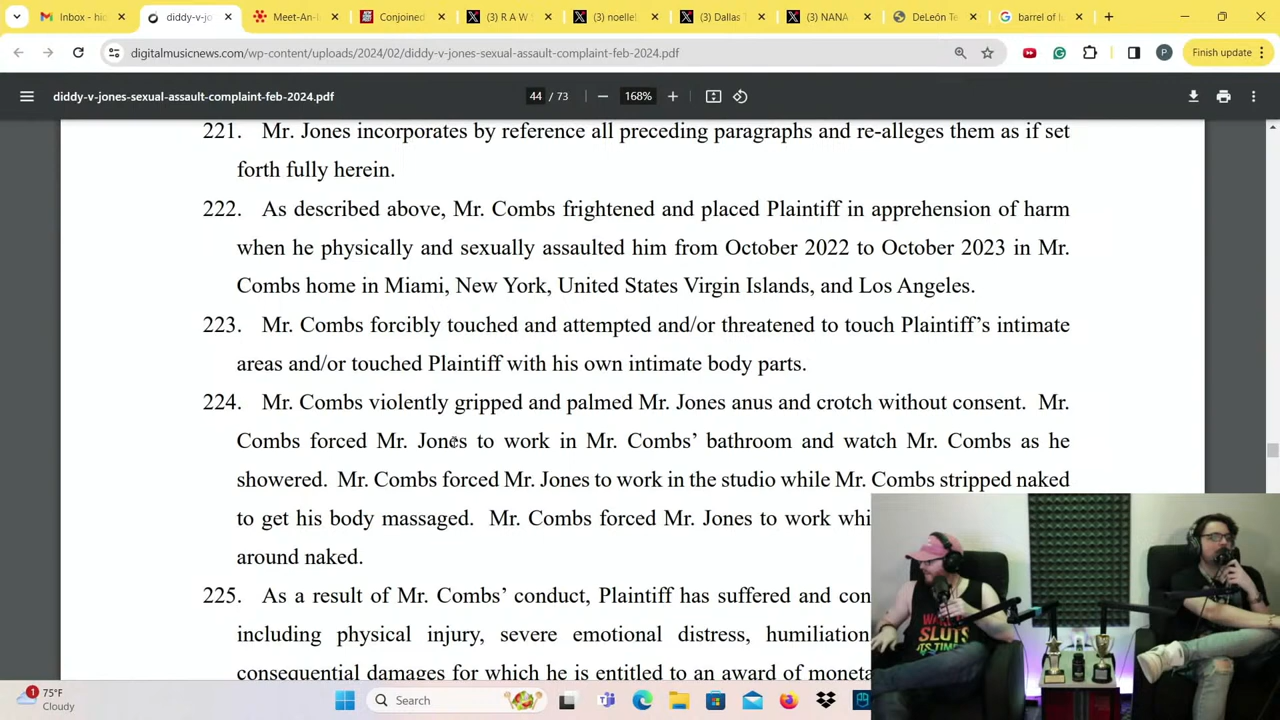 Inbox - hic
diddy-v-jo
Meet-An-I
Conjoined
(3) R A W S
(3) noellel
(3) Dallas T
(3) NANA
DeLeón Te
barrel of l
digitalmusicnews.com/wp-content/uploads/2024/02/diddy-v-jones-sexual-assault-complaint-feb-2024.pdf
P
Finish update
diddy-v-jones-sexual-assault-complaint-feb-2024.pdf
44 / 73
168%
221. Mr. Jones incorporates by reference all preceding paragraphs and re-alleges them as if set
forth fully herein.
222. As described above, Mr. Combs frightened and placed Plaintiff in apprehension of harm
when he physically and sexually assaulted him from October 2022 to October 2023 in Mr.
Combs home in Miami, New York, United States Virgin Islands, and Los Angeles.
223. Mr. Combs forcibly touched and attempted and/or threatened to touch Plaintiff’s intimate
areas and/or touched Plaintiff with his own intimate body parts.
224. Mr. Combs violently gripped and palmed Mr. Jones anus and crotch without consent. Mr.
Combs forced Mr. Jones to work in Mr. Combs’ bathroom and watch Mr. Combs as he
showered. Mr. Combs forced Mr. Jones to work in the studio while Mr. Combs stripped naked
to get his body massaged. Mr. Combs forced Mr. Jones to work whi
around naked.
225. As a result of Mr. Combs’ conduct, Plaintiff has suffered and con
including physical injury, severe emotional distress, humiliation
consequential damages for which he is entitled to an award of moneta
SLUTS
1
75°F
Cloudy
Search